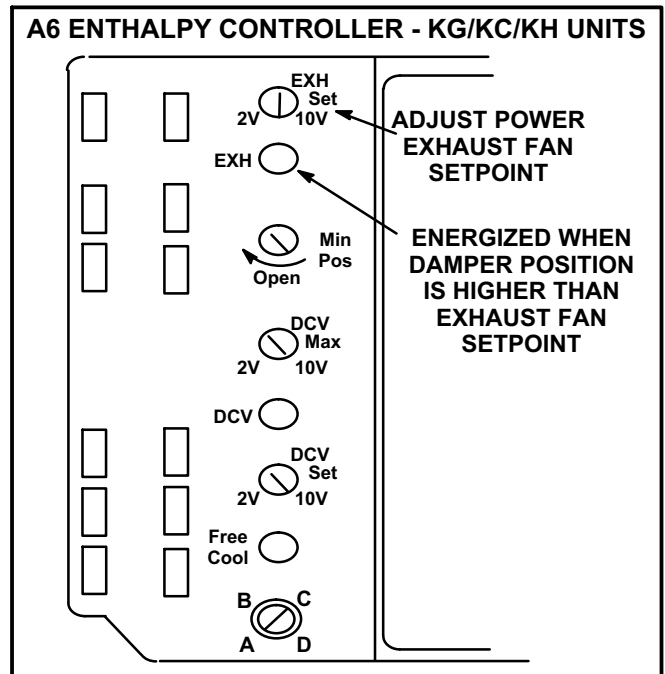 A6 ENTHALPY CONTROLLER - KG/KC/KH UNITS
EXH
Set
2V 10V
ADJUST POWER
EXHAUST FAN
SETPOINT
EXH
ENERGIZED WHEN
DAMPER POSITION
IS HIGHER THAN
EXHAUST FAN
SETPOINT
Min
Pos
Open
DCV
Max
2V 10V
DCV
DCV
Set
2V 10V
Free
Cool
B C
A D